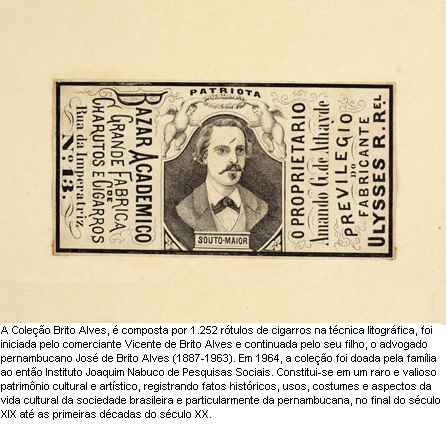 PATRIOTA
BAZAR ACADEMICO
GRANDE FABRICA
DE
CHARUTOS E CIGARROS
Rua da Imperatriz
Nº 13.
SOUTO-MAIOR
O PROPRIETARIO
Amando G. de Athayde
PREVILEGIO
DO
FABRICANTE
ULYSSES R. REL.
A Coleção Brito Alves, é composta por 1.252 rótulos de cigarros na técnica litográfica, foi
iniciada pelo comerciante Vicente de Brito Alves e continuada pelo seu filho, o advogado
pernambucano José de Brito Alves (1887-1963). Em 1964, a coleção foi doada pela família
ao então Instituto Joaquim Nabuco de Pesquisas Sociais. Constitui-se em um raro e valioso
patrimônio cultural e artístico, registrando fatos históricos, usos, costumes e aspectos da
vida cultural da sociedade brasileira e particularmente da pernambucana, no final do século
XIX até as primeiras décadas do século XX.